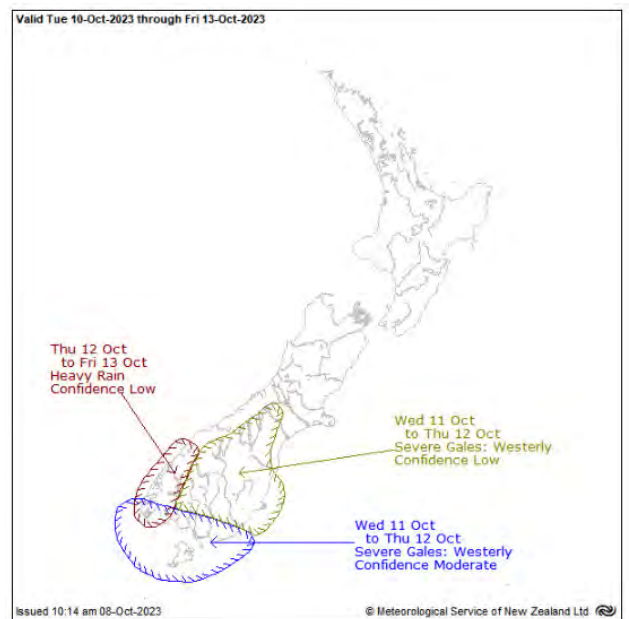 Valid Tue 10-Oct-2023 through Fri 13-Oct-2023
Thu 12 Oct
to Fri 13 Oct
Heavy Rain
Confidence Low
Wed 11 Oct
to Thu 12 Oct
Severe Gales: Westerly
Confidence Low
Wed 11 Oct
to Thu 12 Oct
Severe Gales: Westerly
Confidence Moderate
Issued 10:14 am 08-Oct-2023
© Meteorological Service of New Zealand Ltd